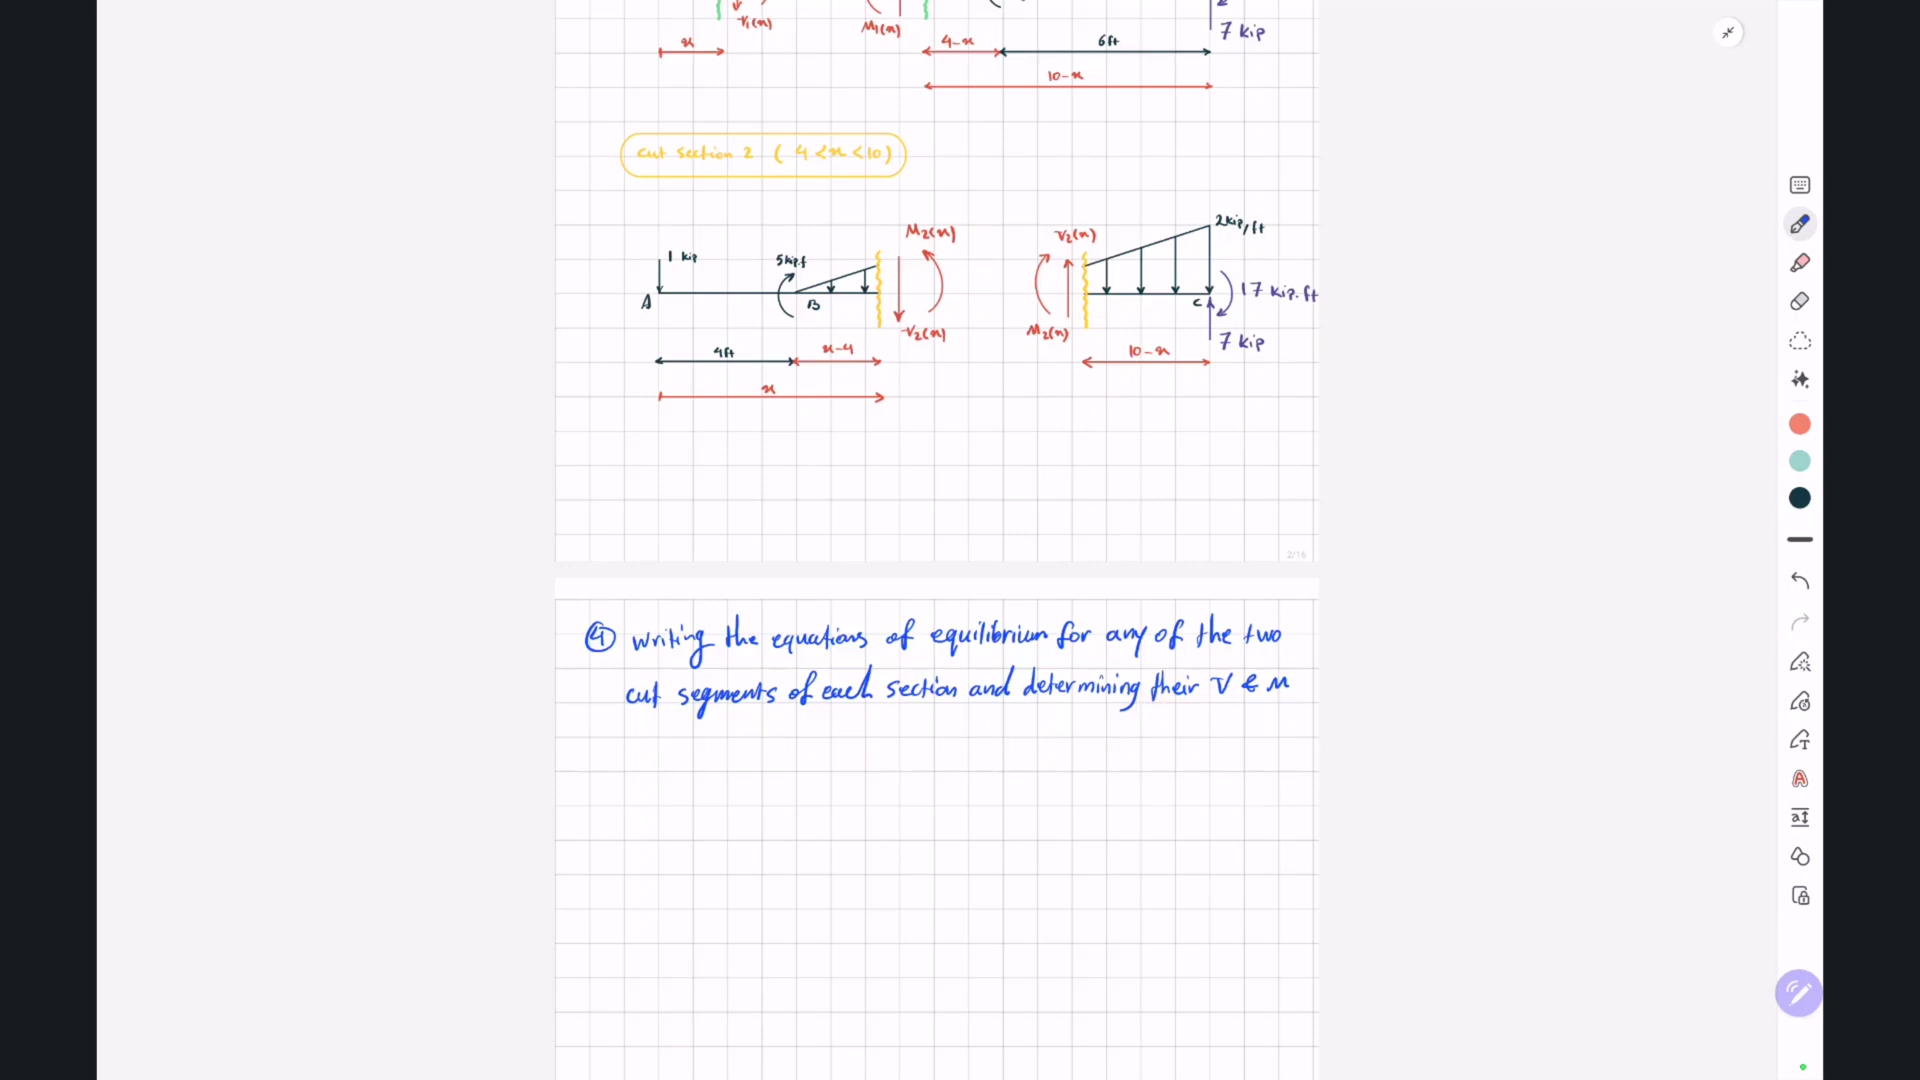 V₁(x)
M₁(x)
7 kip
x
4-x
6ft
10-x
cut section 2 ( 4 <x <10)
2kip/ft
M₂(x)
V₂(x)
1 kip
5kip.f
17 kip.ft
A
B
C
V₂(x)
M₂(x)
7 kip
4ft
x-4
10-x
x
2/16
④ writing the equations of equilibrium for any of the two
cut segments of each section and determining their V & M